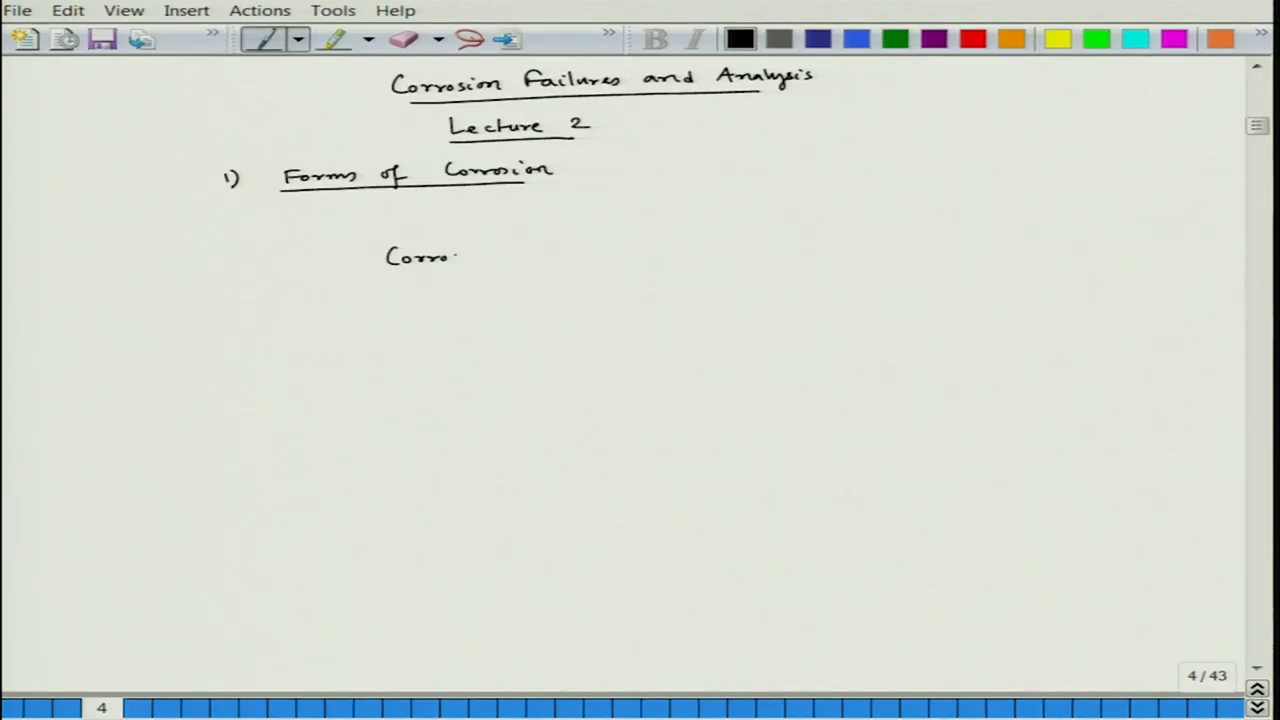 File Edit View Insert Actions Tools Help
B I
Corrosion Failures and Analysis
Lecture 2
1) Forms of Corrosion
Corro
4 / 43
4